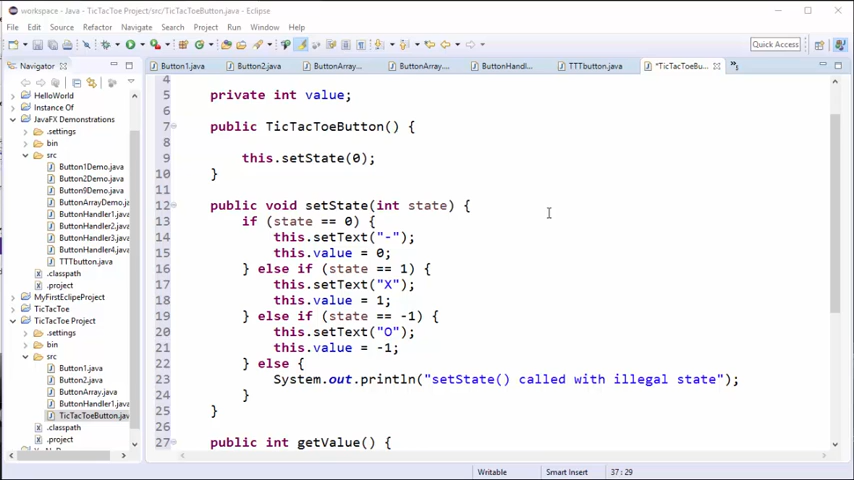 workspace - Java - TicTacToe Project/src/TicTacToeButton.java - Eclipse
File Edit Source Refactor Navigate Search Project Run Window Help
Quick Access
Navigator
Button1.java Button2.java ButtonArray... ButtonArray.... ButtonHandl... TTTbutton.java *TicTacToeBu...
HelloWorld
Instance Of
JavaFX Demonstrations
.settings
bin
src
Button1Demo.java
Button2Demo.java
Button9Demo.java
ButtonArrayDemo.java
ButtonHandler1.java
ButtonHandler2.java
ButtonHandler3.java
ButtonHandler4.java
TTTbutton.java
.classpath
.project
MyFirstEclipeProject
TicTacToe
TicTacToe Project
.settings
bin
src
Button1.java
Button2.java
ButtonArray.java
ButtonHandler1.java
TicTacToeButton.java
.classpath
.project
4
5 private int value;
6
7 public TicTacToeButton() {
8
9 this.setState(0);
10 }
11
12 public void setState(int state) {
13 if (state == 0) {
14 this.setText("-");
15 this.value = 0;
16 } else if (state == 1) {
17 this.setText("X");
18 this.value = 1;
19 } else if (state == -1) {
20 this.setText("O");
21 this.value = -1;
22 } else {
23 System.out.println("setState() called with illegal state");
24 }
25 }
26
27 public int getValue() {
Writable Smart Insert 37 : 29